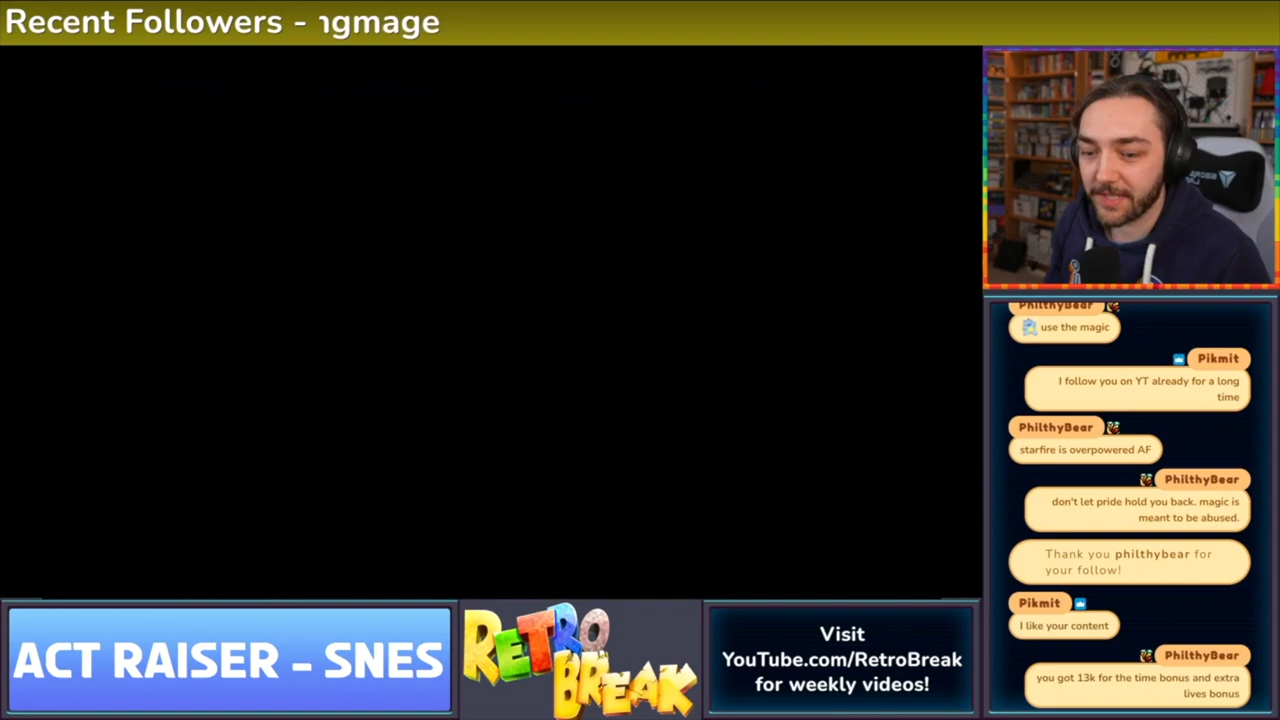 Recent Followers - ngmage
PhilthyBear
use the magic
Pikmit
I follow you on YT already for a long
time
PhilthyBear
starfire is overpowered AF
PhilthyBear
don't let pride hold you back. magic is
meant to be abused.
Thank you philthybear for
your follow!
Pikmit
I like your content
PhilthyBear
you got 13k for the time bonus and extra
lives bonus
ACT RAISER - SNES
RETRO
BREAK
Visit
YouTube.com/RetroBreak
for weekly videos!